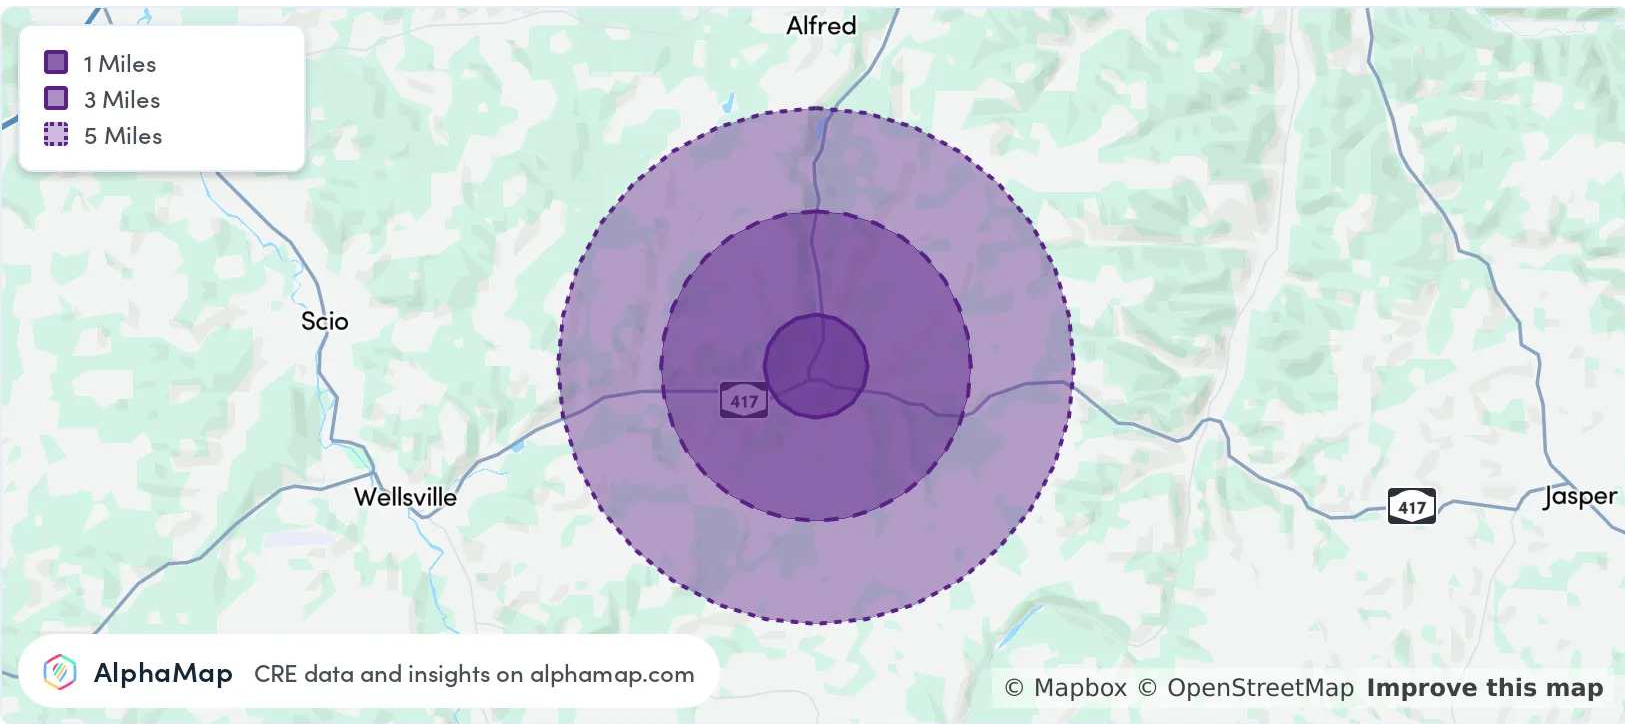 Alfred
1 Miles
3 Miles
5 Miles
Scio
417
Wellsville
Jasper
417
AlphaMap CRE data and insights on alphamap.com
© Mapbox © OpenStreetMap Improve this map